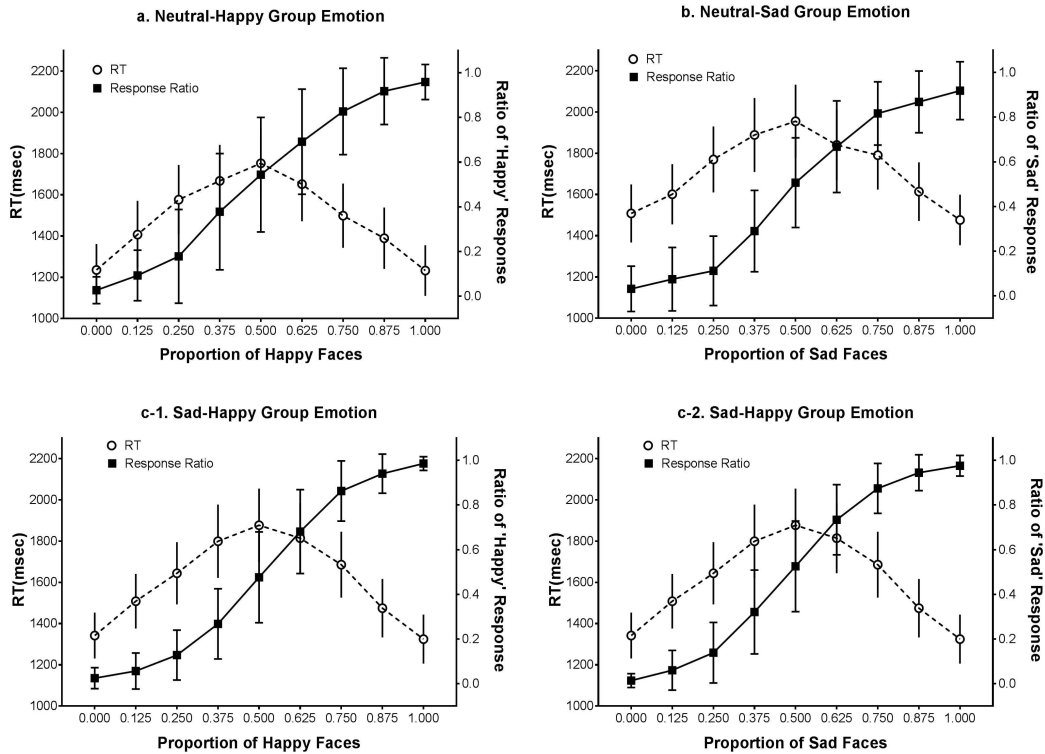 a. Neutral-Happy Group Emotion
RT
Response Ratio
2200
2000
1800
1600
1400
1200
1000
RT(msec)
1.0
0.8
0.6
0.4
0.2
0.0
Ratio of 'Happy' Response
0.000 0.125 0.250 0.375 0.500 0.625 0.750 0.875 1.000
Proportion of Happy Faces
b. Neutral-Sad Group Emotion
RT
Response Ratio
2200
2000
1800
1600
1400
1200
1000
RT(msec)
1.0
0.8
0.6
0.4
0.2
0.0
Ratio of 'Sad' Response
0.000 0.125 0.250 0.375 0.500 0.625 0.750 0.875 1.000
Proportion of Sad Faces
c-1. Sad-Happy Group Emotion
RT
Response Ratio
2200
2000
1800
1600
1400
1200
1000
RT(msec)
1.0
0.8
0.6
0.4
0.2
0.0
Ratio of 'Happy' Response
0.000 0.125 0.250 0.375 0.500 0.625 0.750 0.875 1.000
Proportion of Happy Faces
c-2. Sad-Happy Group Emotion
RT
Response Ratio
2200
2000
1800
1600
1400
1200
1000
RT(msec)
1.0
0.8
0.6
0.4
0.2
0.0
Ratio of 'Sad' Response
0.000 0.125 0.250 0.375 0.500 0.625 0.750 0.875 1.000
Proportion of Sad Faces